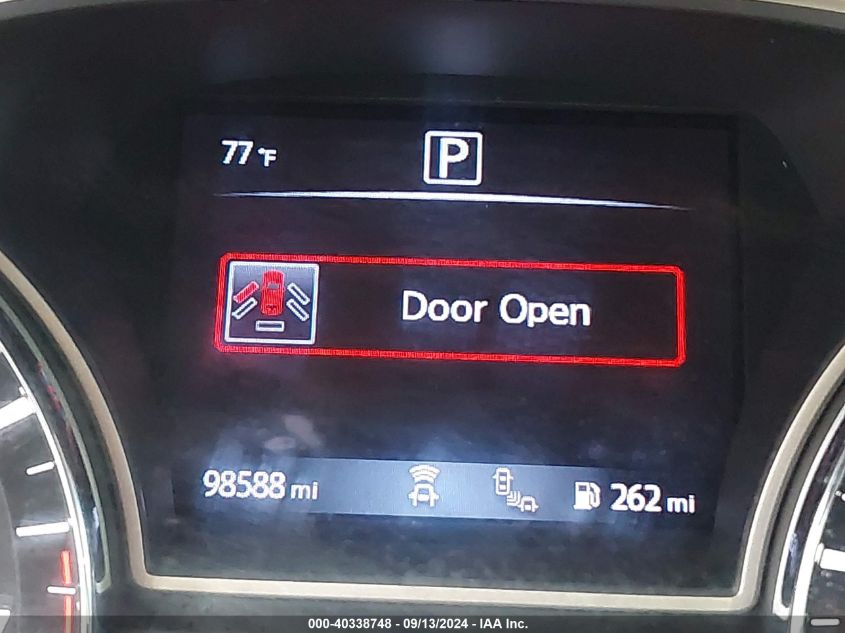 77°F P
Door Open
98588 mi 262 mi
000-40338748 - 09/13/2024 - IAA Inc.